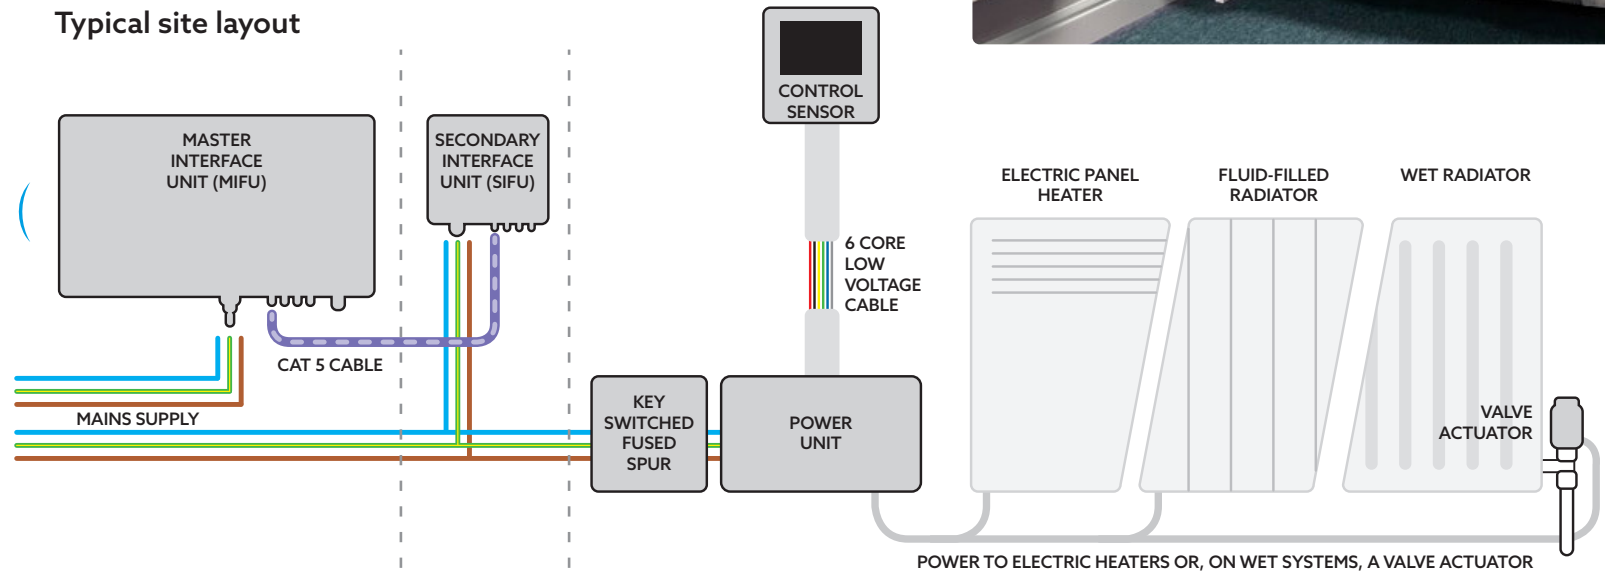 Typical site layout
MASTER
INTERFACE
UNIT (MIFU)
SECONDARY
INTERFACE
UNIT (SIFU)
CONTROL
SENSOR
6 CORE
LOW
VOLTAGE
CABLE
CAT 5 CABLE
MAINS SUPPLY
KEY
SWITCHED
FUSED
SPUR
POWER
UNIT
ELECTRIC PANEL
HEATER
FLUID-FILLED
RADIATOR
WET RADIATOR
VALVE
ACTUATOR
POWER TO ELECTRIC HEATERS OR, ON WET SYSTEMS, A VALVE ACTUATOR